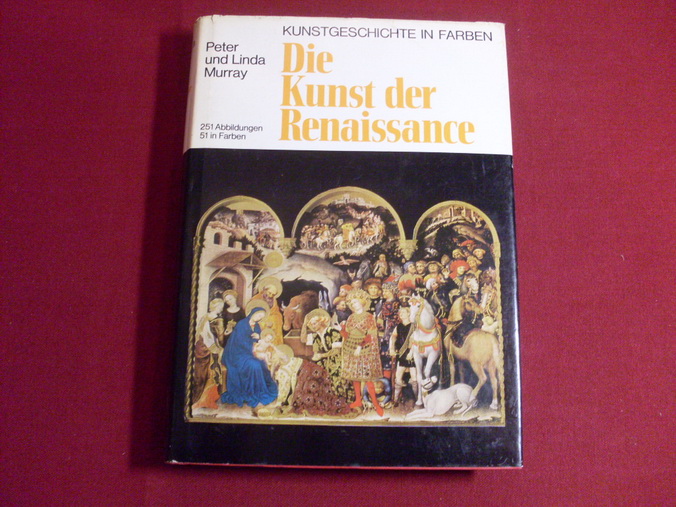 KUNSTGESCHICHTE IN FARBEN
Peter
und Linda
Murray
Die
Kunst der
Renaissance
251 Abbildungen
51 in Farben